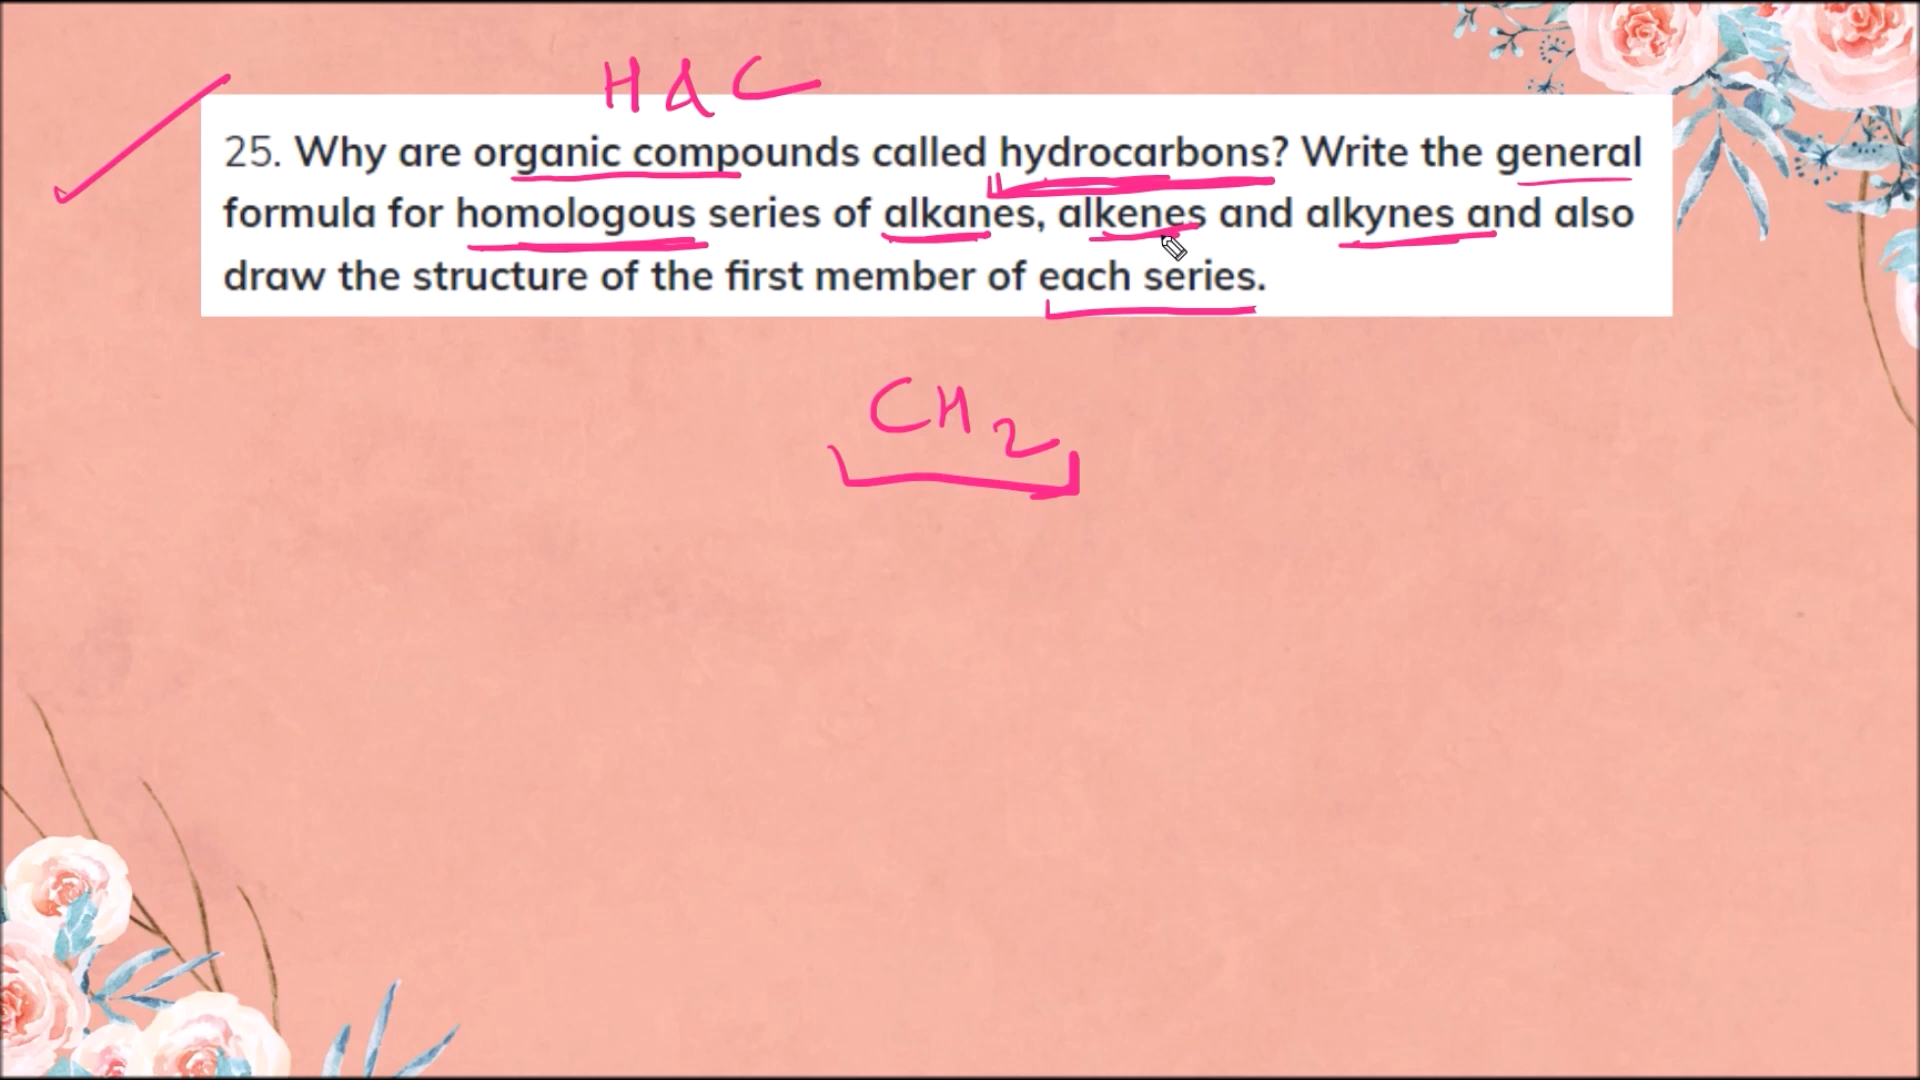 H & C
25. Why are organic compounds called hydrocarbons? Write the general
formula for homologous series of alkanes, alkenes and alkynes and also
draw the structure of the first member of each series.
CH2